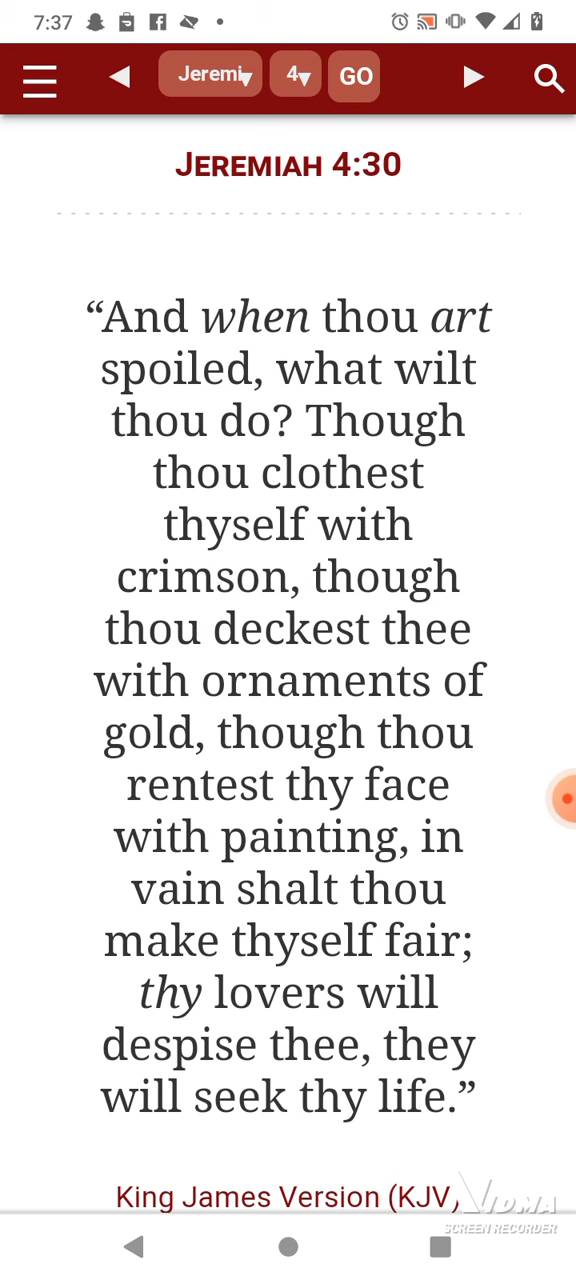 7:37
Jeremi 4 GO
JEREMIAH 4:30
“And when thou art
spoiled, what wilt
thou do? Though
thou clothest
thyself with
crimson, though
thou deckest thee
with ornaments of
gold, though thou
rentest thy face
with painting, in
vain shalt thou
make thyself fair;
thy lovers will
despise thee, they
will seek thy life.”
King James Version (KJV)
VIDMA
SCREEN RECORDER